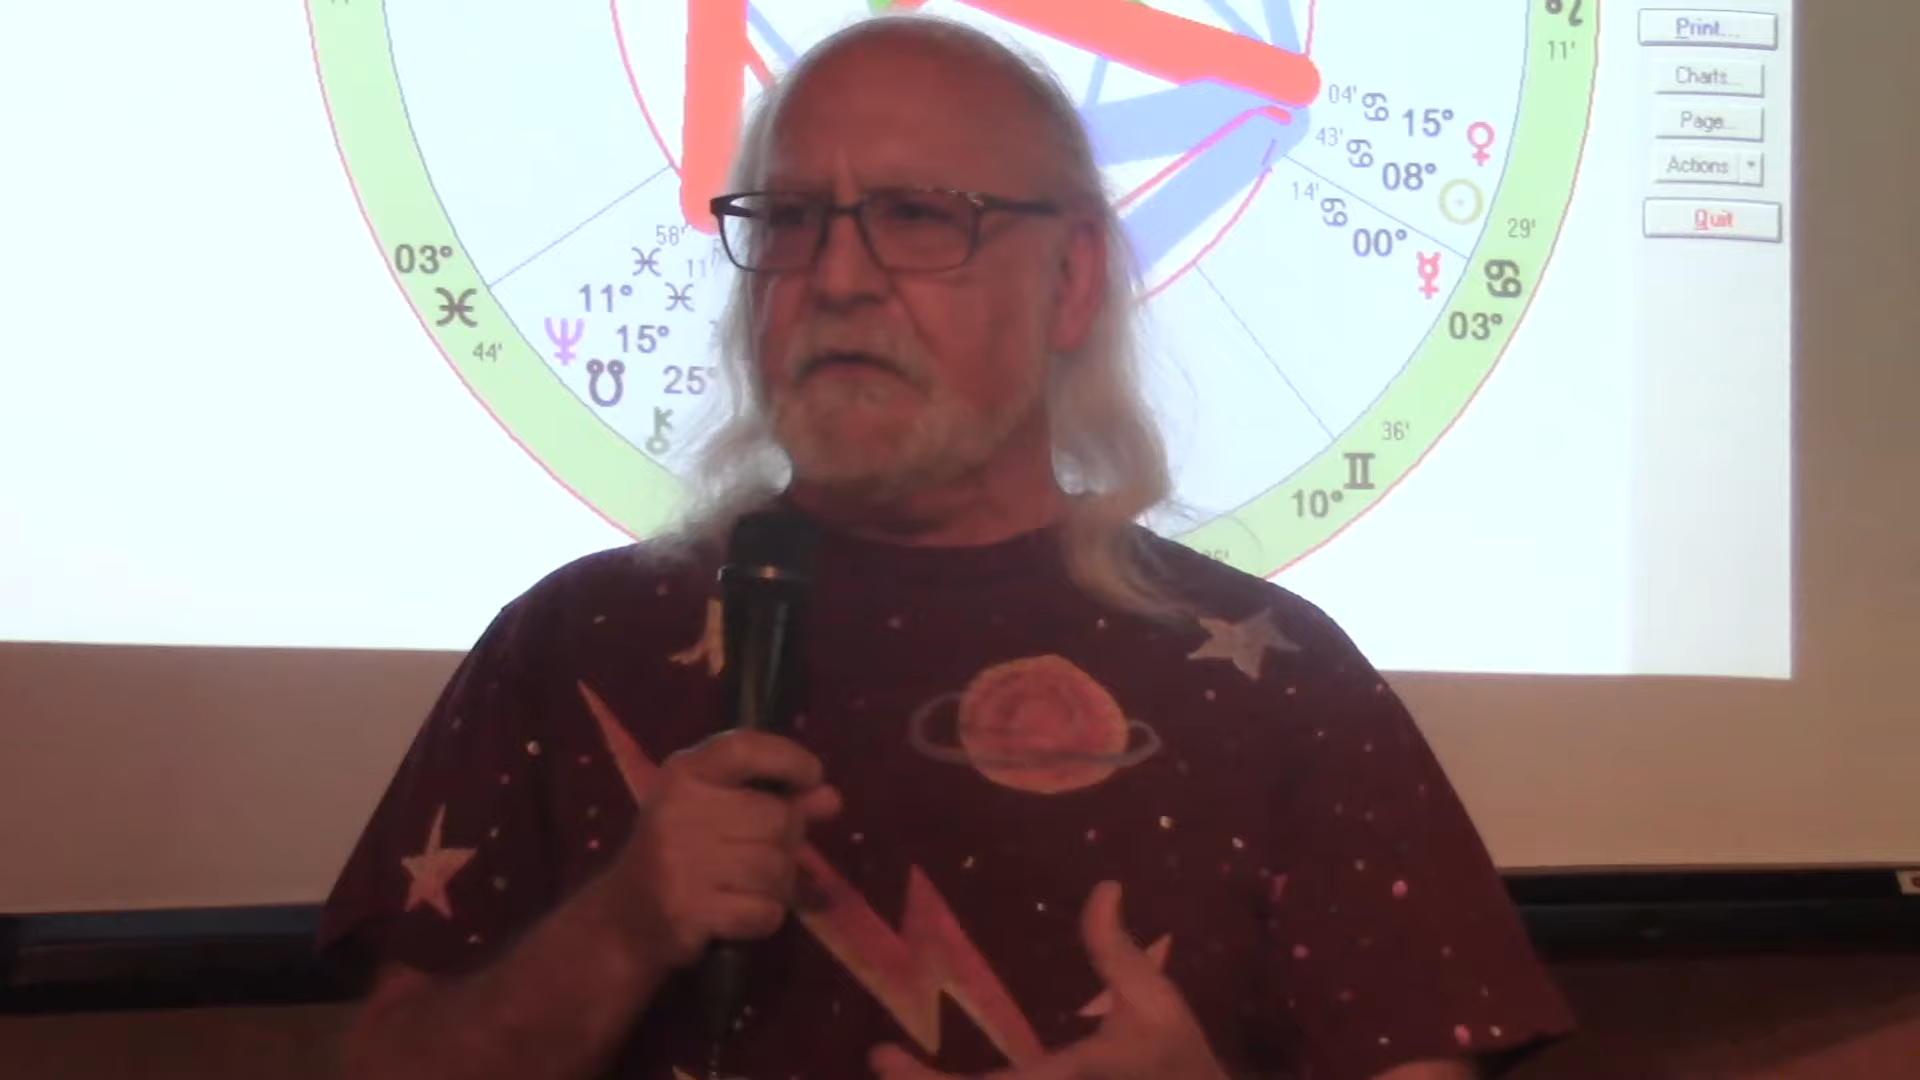 11'
Print...
Charts...
Page...
Actions
Quit
04' ♋ 15° ♀
43' ♋ 08° ☉
14' ♋ 00° ☿
29'
♋
03°
36'
♊
10°
03°
♓
44'
58' ♓ 11° ♆
11' ♓ 15° ☋
25° ⚷